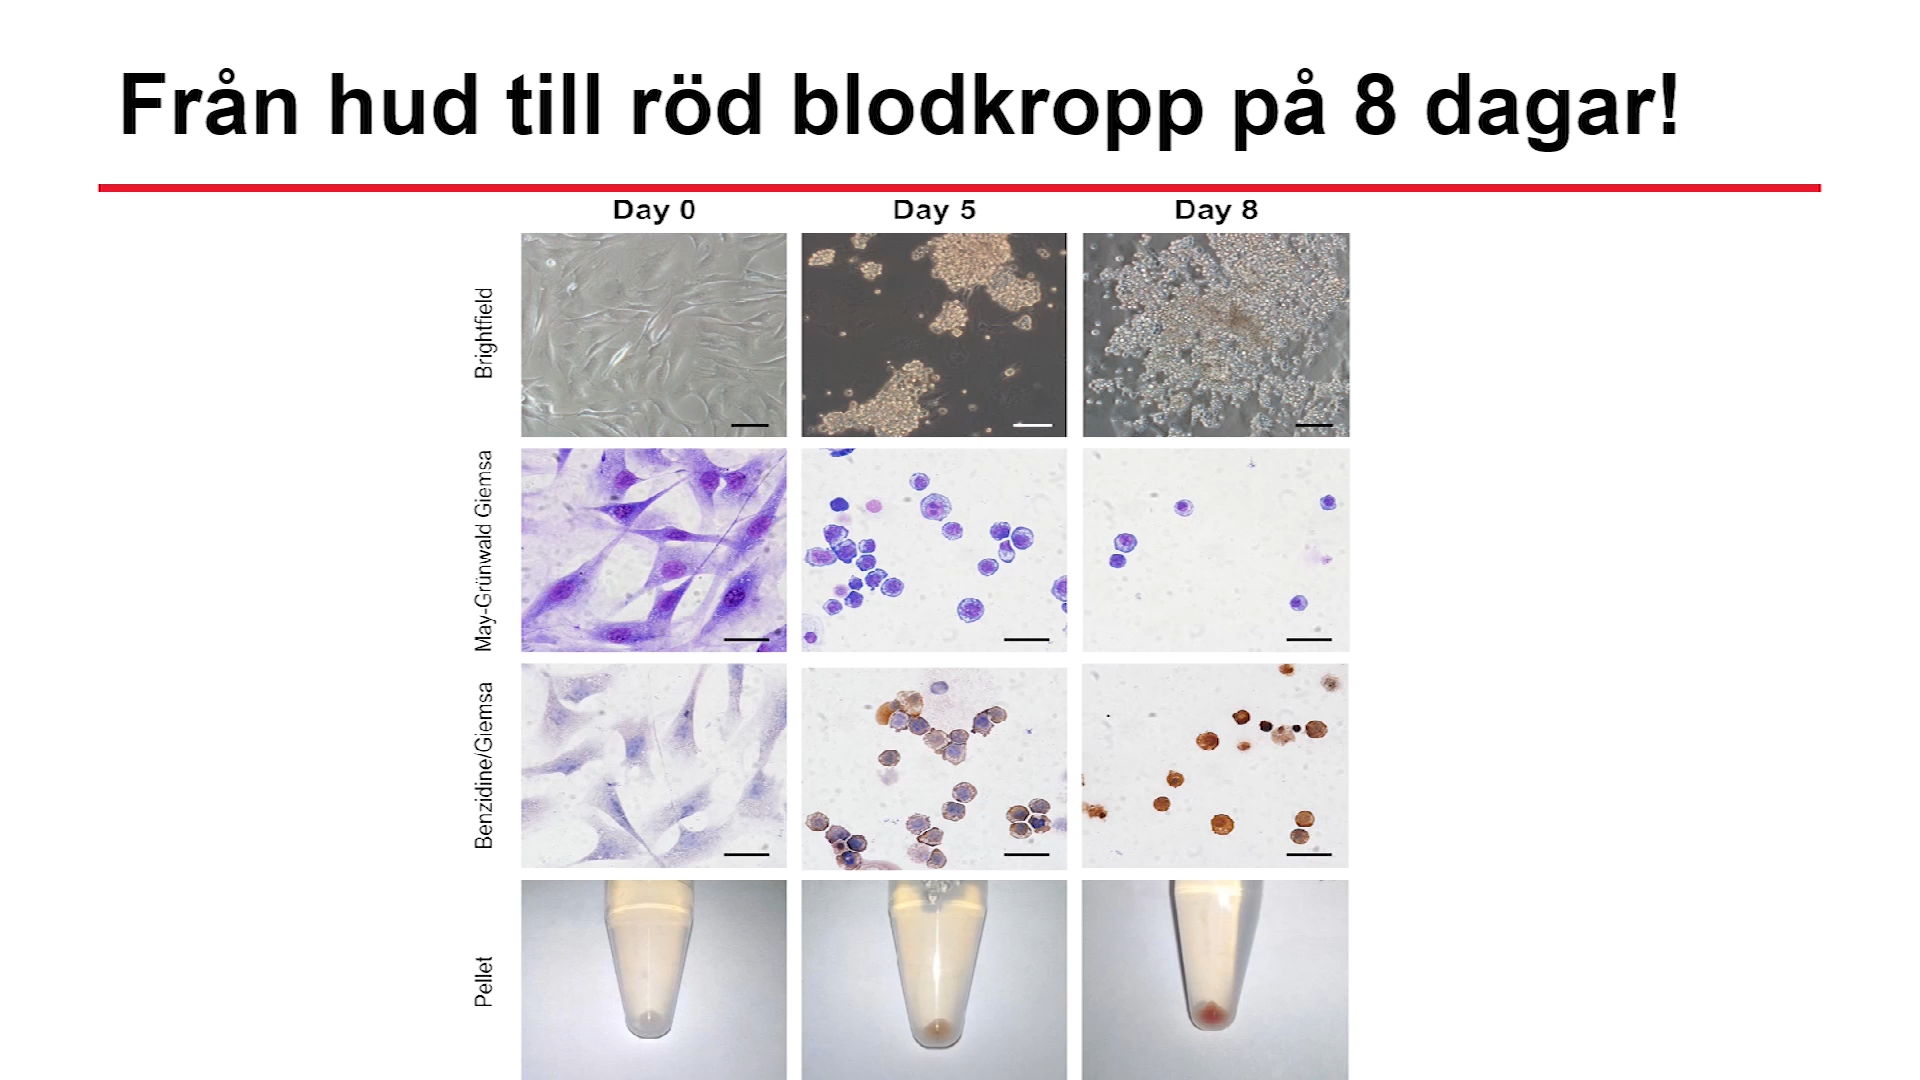 Från hud till röd blodkropp på 8 dagar!
Day 0 Day 5 Day 8
Brightfield
May-Grünwald Giemsa
Benzidine/Giemsa
Pellet